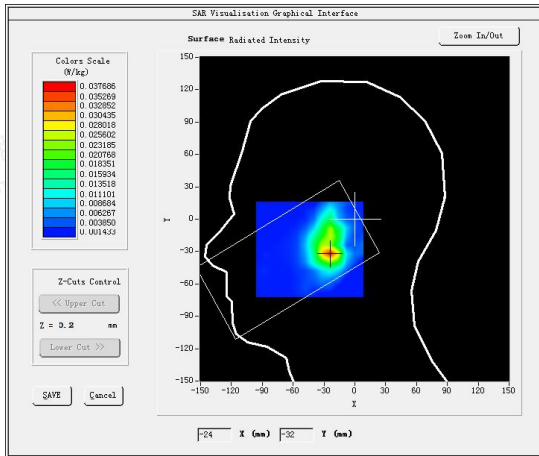 SAR Visualisation Graphical Interface
Surface Radiated Intensity
Zoom In/Out
Colors Scale
(W/kg)
0.037686
0.035269
0.032852
0.030435
0.028018
0.025602
0.023185
0.020768
0.018351
0.015934
0.013518
0.011101
0.008684
0.006267
0.003850
0.001433
Z-Cuts Control
<< Upper Cut
Z = 0.2 mm
Lower Cut >>
SAVE Cancel
Y
150
120
90
60
30
0
-30
-60
-90
-120
-150
-150 -120 -90 -60 -30 0 30 60 90 120 150
X
-24 X (mm) -32 Y (mm)